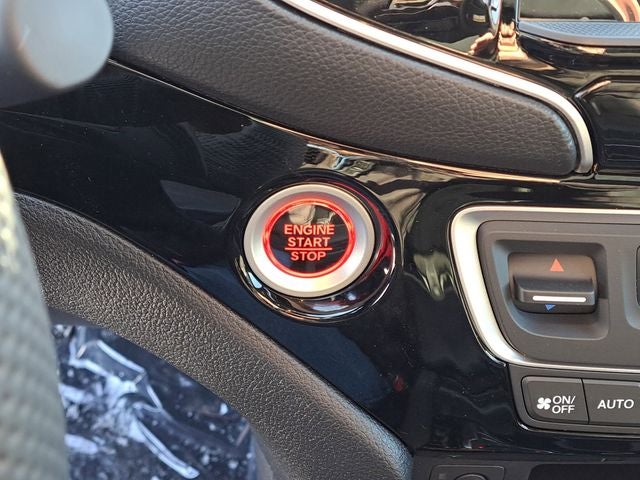 ENGINE
START
STOP
ON/
OFF
AUTO